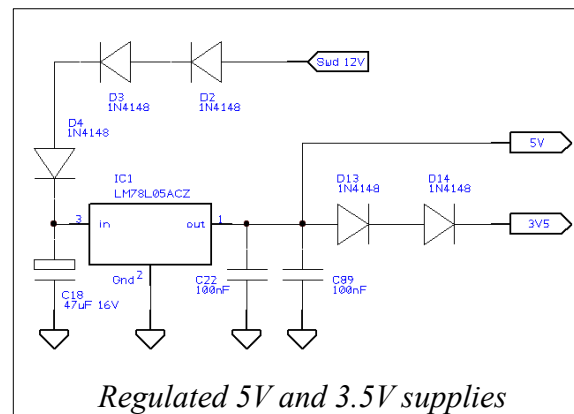 Swd 12V
D3
1N4148
D2
1N4148
D4
1N4148
5V
IC1
LM78L05ACZ
D13
1N4148
D14
1N4148
3 in
out 1
3V5
Gnd 2
C18
47uF 16V
C22
100nF
C89
100nF
Regulated 5V and 3.5V supplies